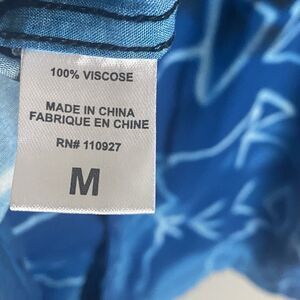 100% VISCOSE
MADE IN CHINA
FABRIQUE EN CHINE
RN# 110927
M